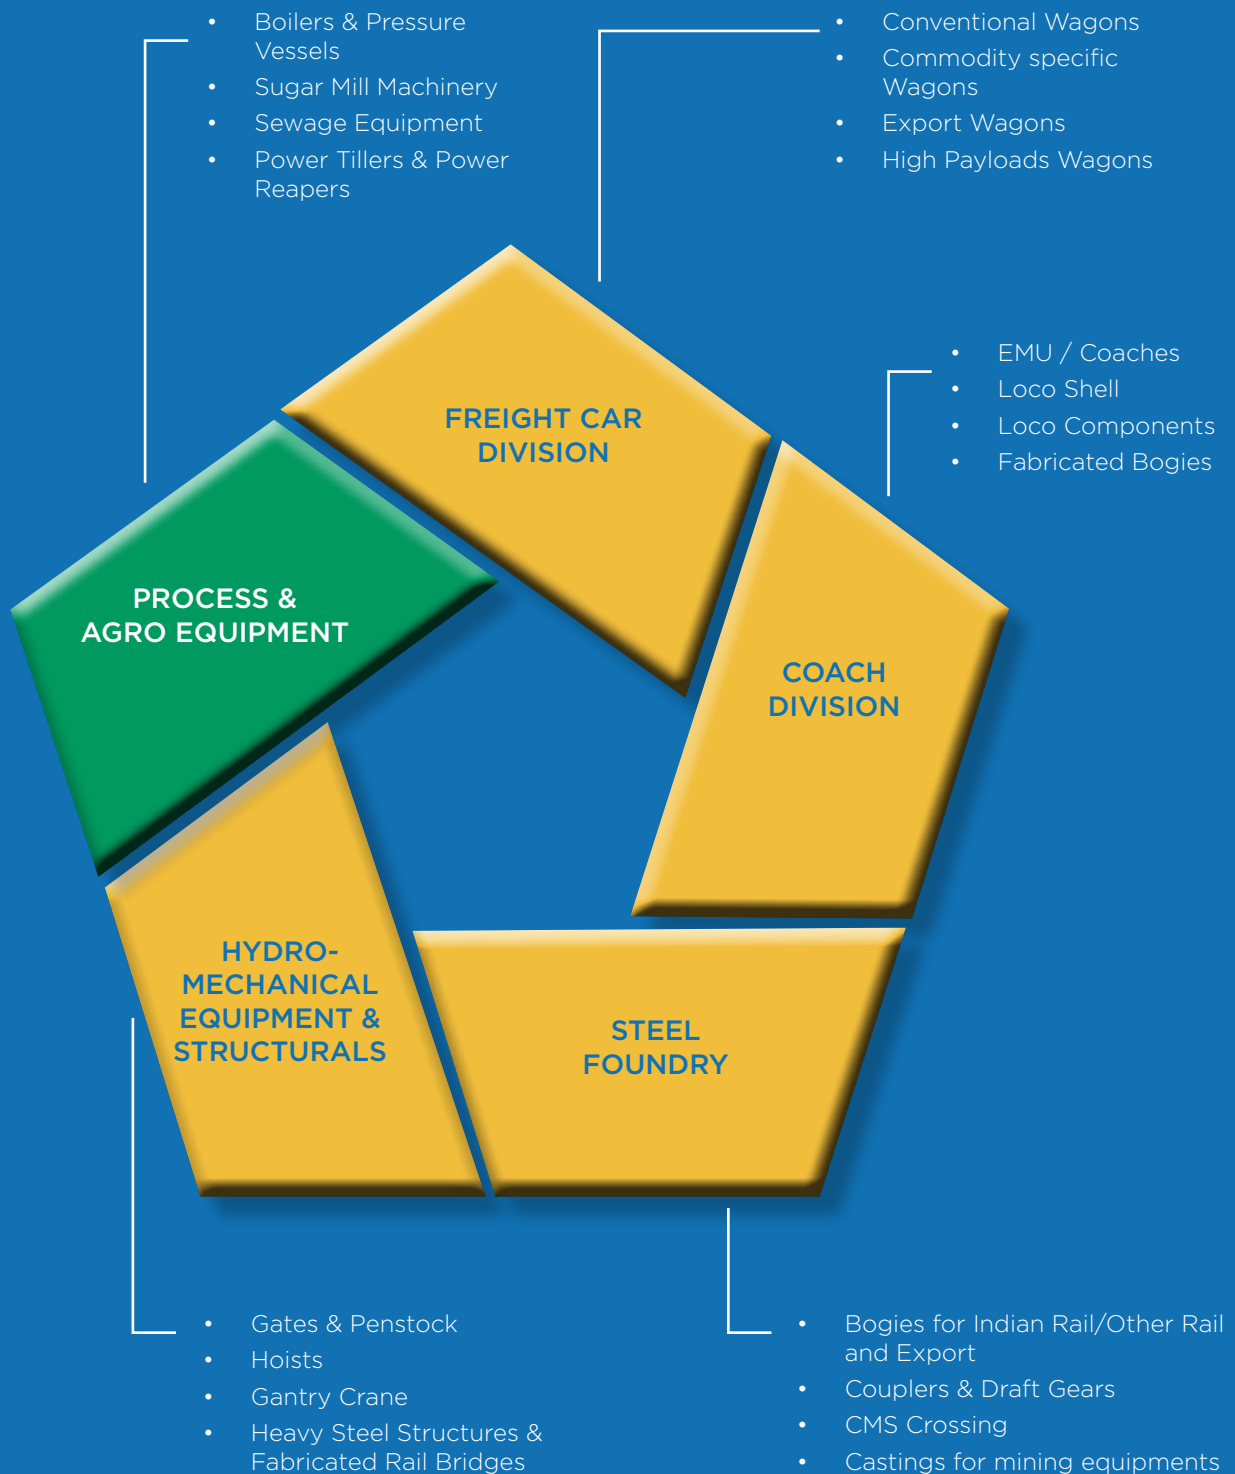 • Boilers & Pressure
Vessels
• Sugar Mill Machinery
• Sewage Equipment
• Power Tillers & Power
Reapers
• Conventional Wagons
• Commodity specific
Wagons
• Export Wagons
• High Payloads Wagons
• EMU / Coaches
• Loco Shell
• Loco Components
• Fabricated Bogies
FREIGHT CAR
DIVISION
PROCESS &
AGRO EQUIPMENT
COACH
DIVISION
HYDRO-
MECHANICAL
EQUIPMENT &
STRUCTURALS
STEEL
FOUNDRY
• Gates & Penstock
• Hoists
• Gantry Crane
• Heavy Steel Structures &
Fabricated Rail Bridges
• Bogies for Indian Rail/Other Rail
and Export
• Couplers & Draft Gears
• CMS Crossing
• Castings for mining equipments